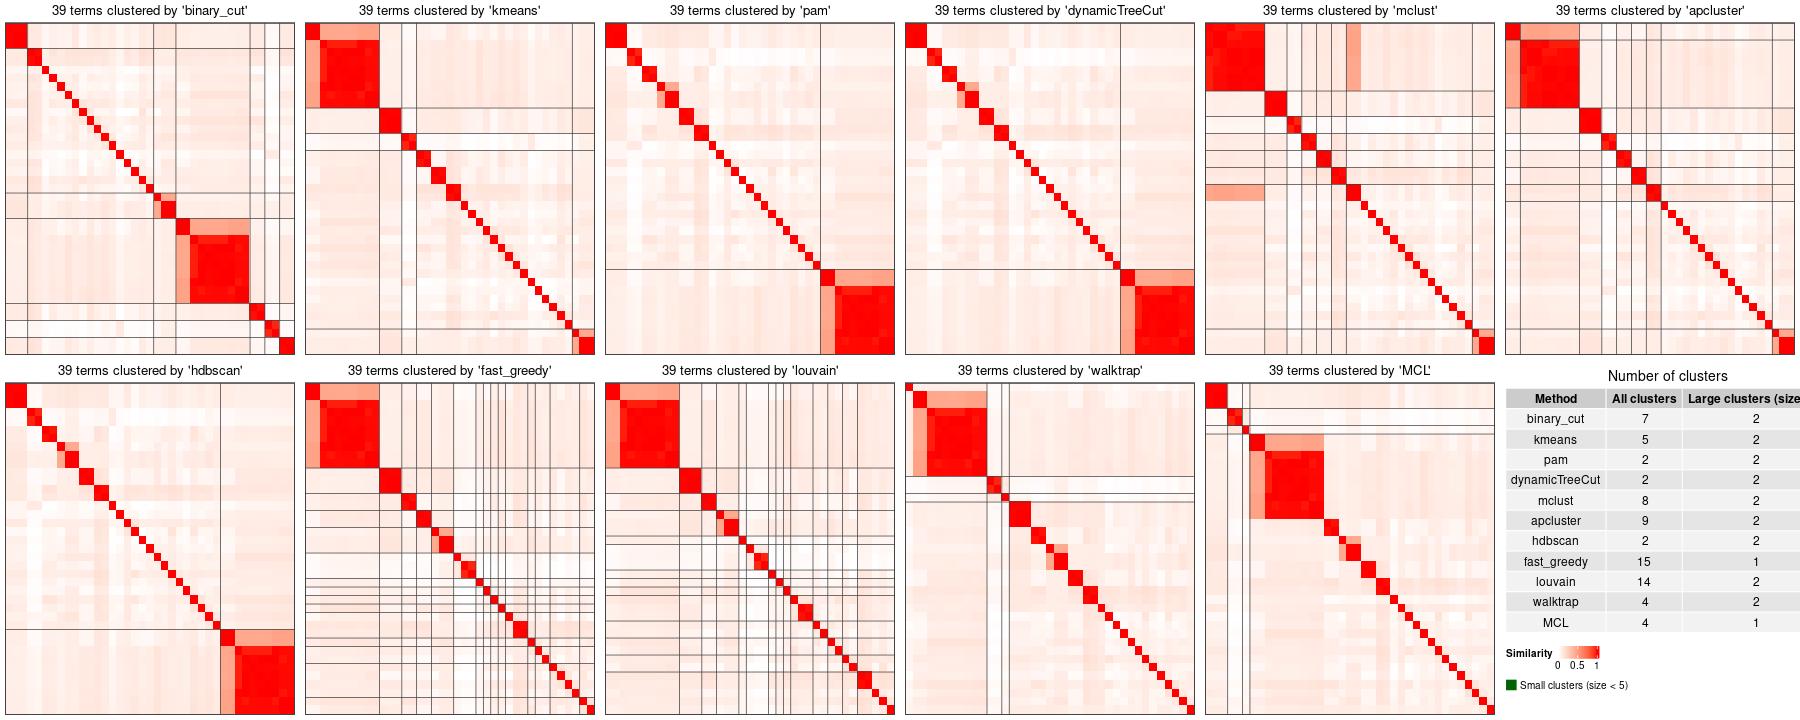 39 terms clustered by 'binary_cut'
39 terms clustered by 'kmeans'
39 terms clustered by 'pam'
39 terms clustered by 'dynamicTreeCut'
39 terms clustered by 'mclust'
39 terms clustered by 'apcluster'
39 terms clustered by 'hdbscan'
39 terms clustered by 'fast_greedy'
39 terms clustered by 'louvain'
39 terms clustered by 'walktrap'
39 terms clustered by 'MCL'
Number of clusters
Method All clusters Large clusters (size
binary_cut 7 2
kmeans 5 2
pam 2 2
dynamicTreeCut 2 2
mclust 8 2
apcluster 9 2
hdbscan 2 2
fast_greedy 15 1
louvain 14 2
walktrap 4 2
MCL 4 1
Similarity
0 0.5 1
Small clusters (size < 5)